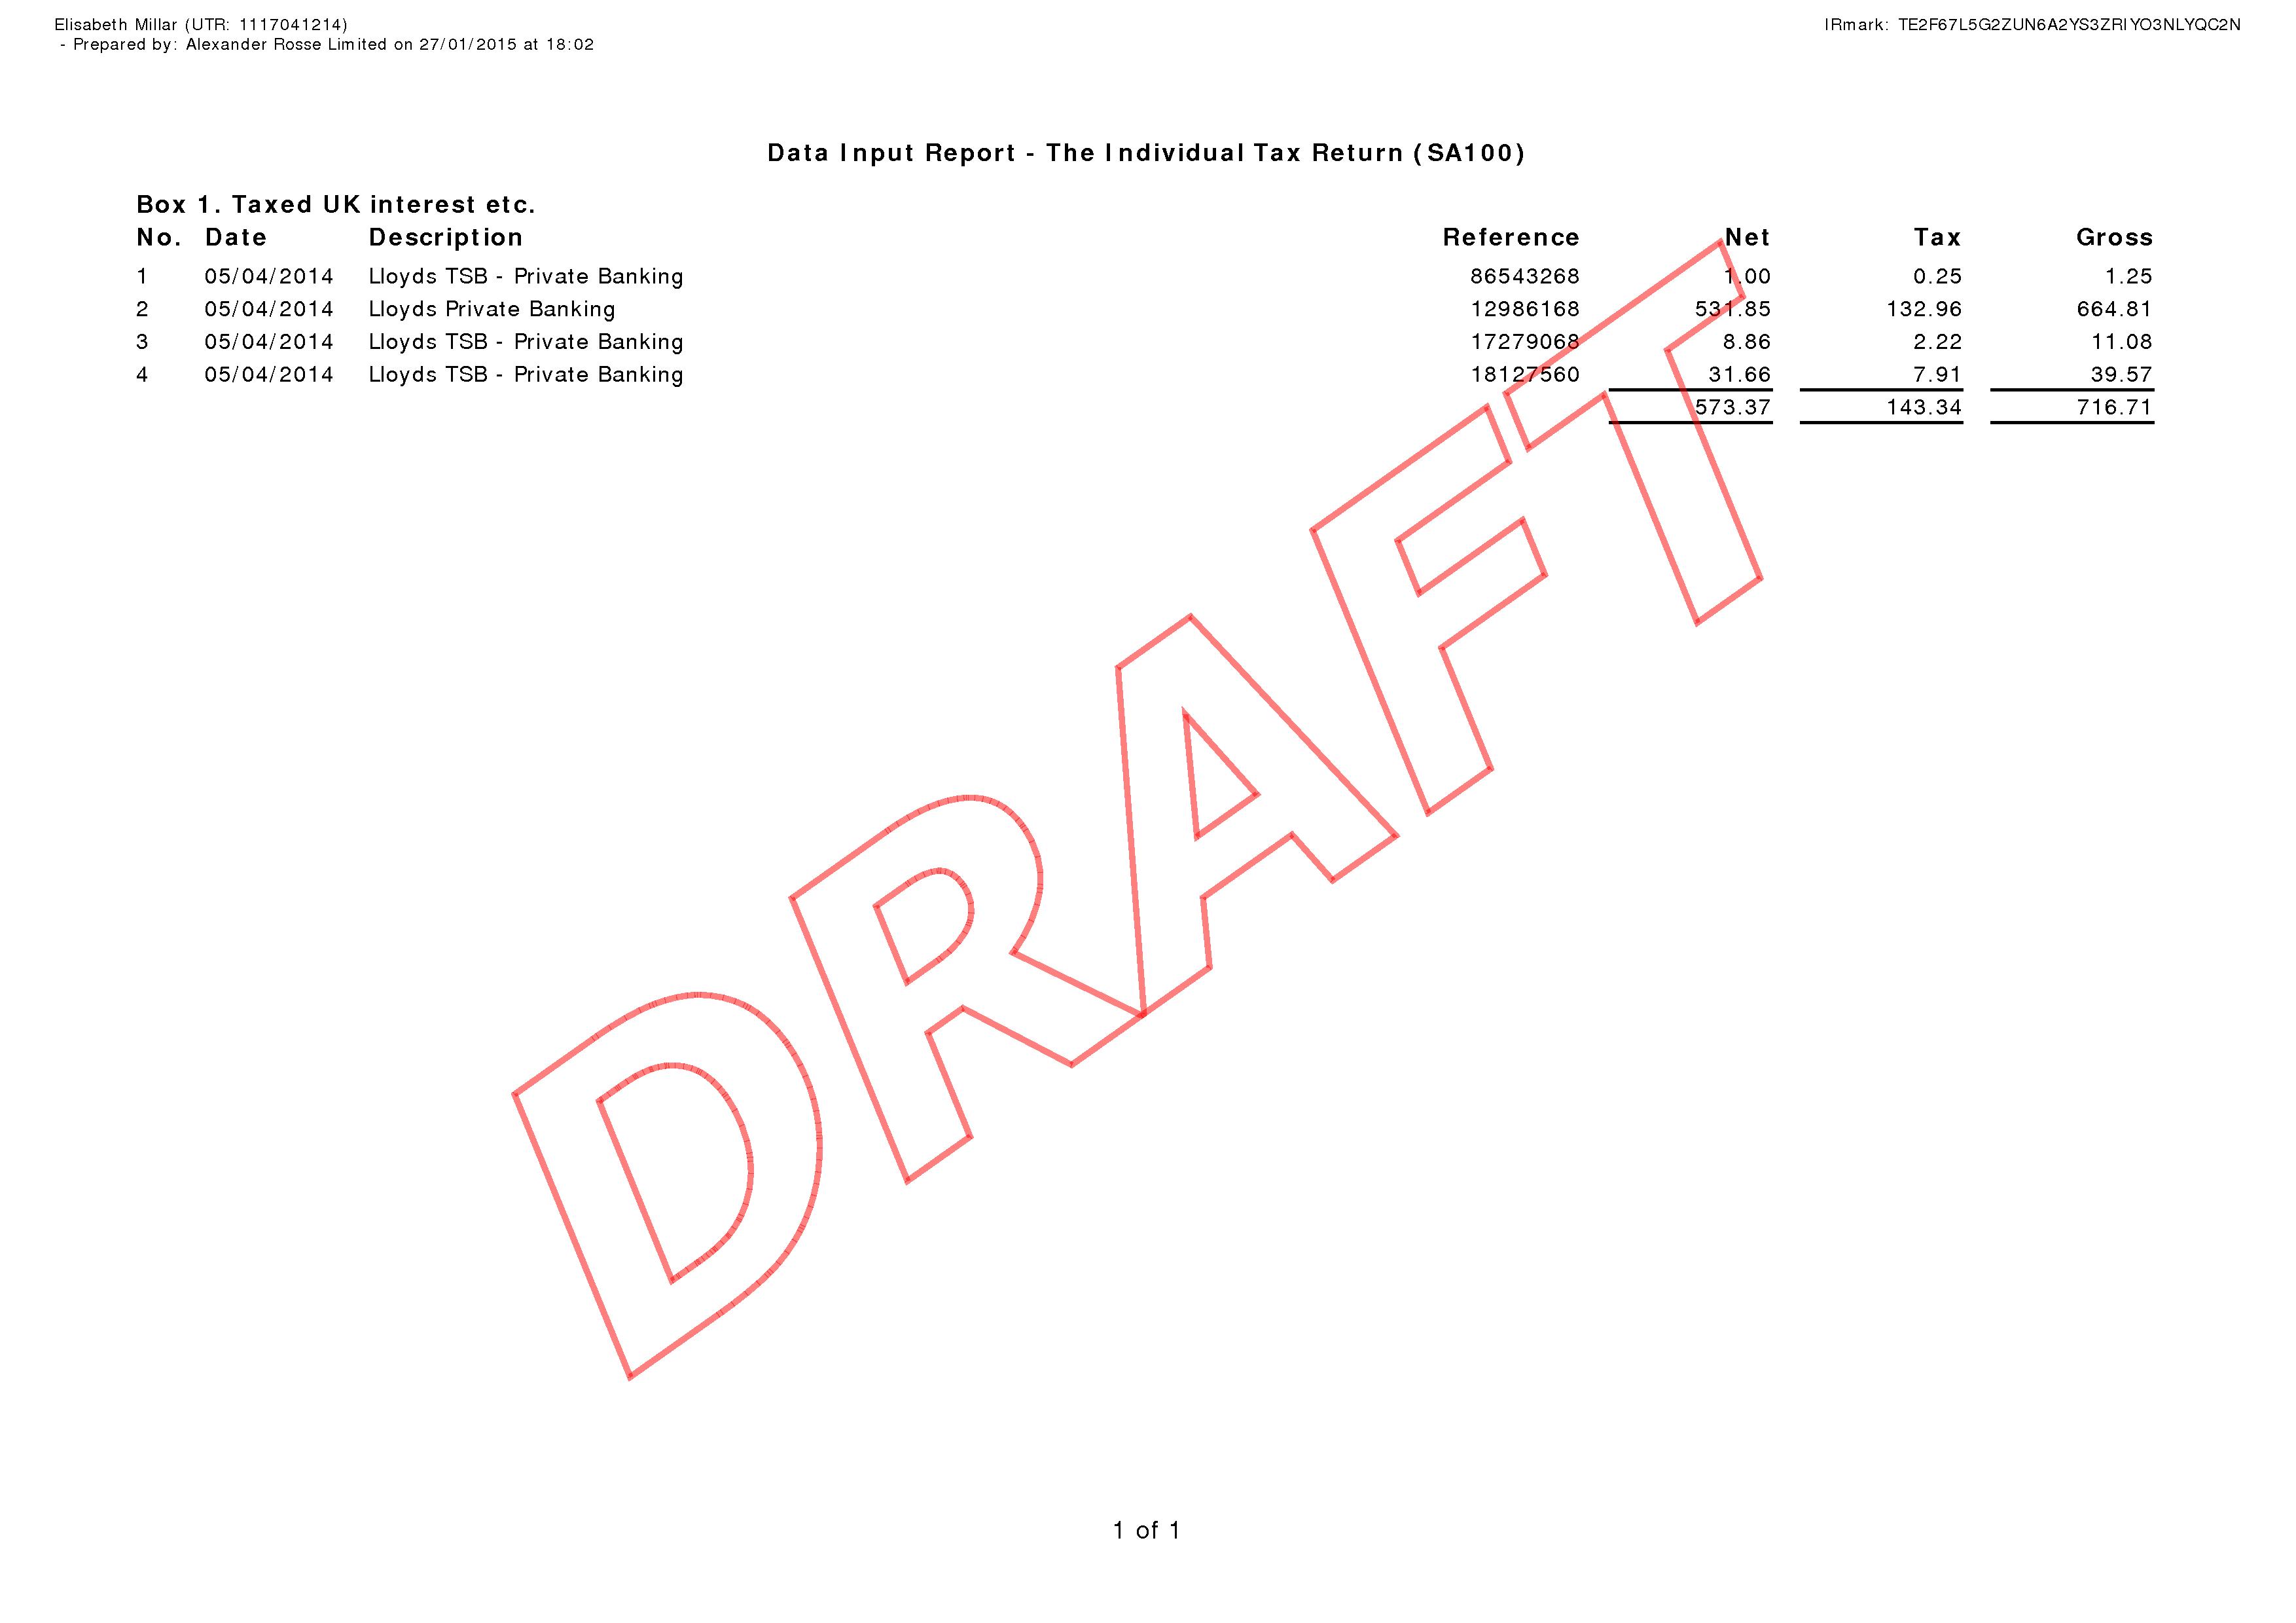 Elisabeth Millar (UTR: 1117041214)
- Prepared by: Alexander Rosse Limited on 27/01/2015 at 18:02
IRmark: TE2F67L5G2ZUN6A2YS3ZRIYO3NLYQC2N
Data Input Report - The Individual Tax Return (SA100)
Box 1. Taxed UK interest etc.
No. Date Description Reference Net Tax Gross
1 05/04/2014 Lloyds TSB - Private Banking 86543268 1.00 0.25 1.25
2 05/04/2014 Lloyds Private Banking 12986168 531.85 132.96 664.81
3 05/04/2014 Lloyds TSB - Private Banking 17279068 8.86 2.22 11.08
4 05/04/2014 Lloyds TSB - Private Banking 18127560 31.66 7.91 39.57
573.37 143.34 716.71
DRAFT
1 of 1